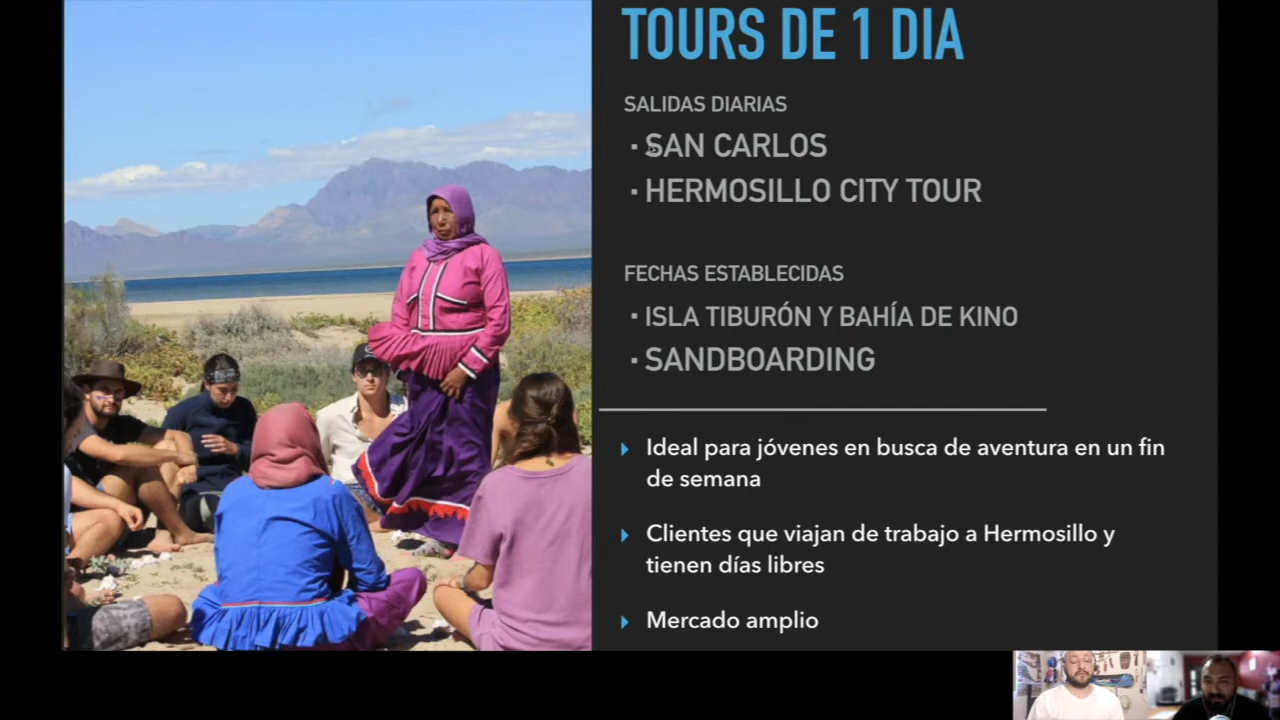 TOURS DE 1 DIA
SALIDAS DIARIAS
▪ SAN CARLOS
▪ HERMOSILLO CITY TOUR
FECHAS ESTABLECIDAS
▪ ISLA TIBURÓN Y BAHÍA DE KINO
▪ SANDBOARDING
▸ Ideal para jóvenes en busca de aventura en un fin
de semana
▸ Clientes que viajan de trabajo a Hermosillo y
tienen días libres
▸ Mercado amplio